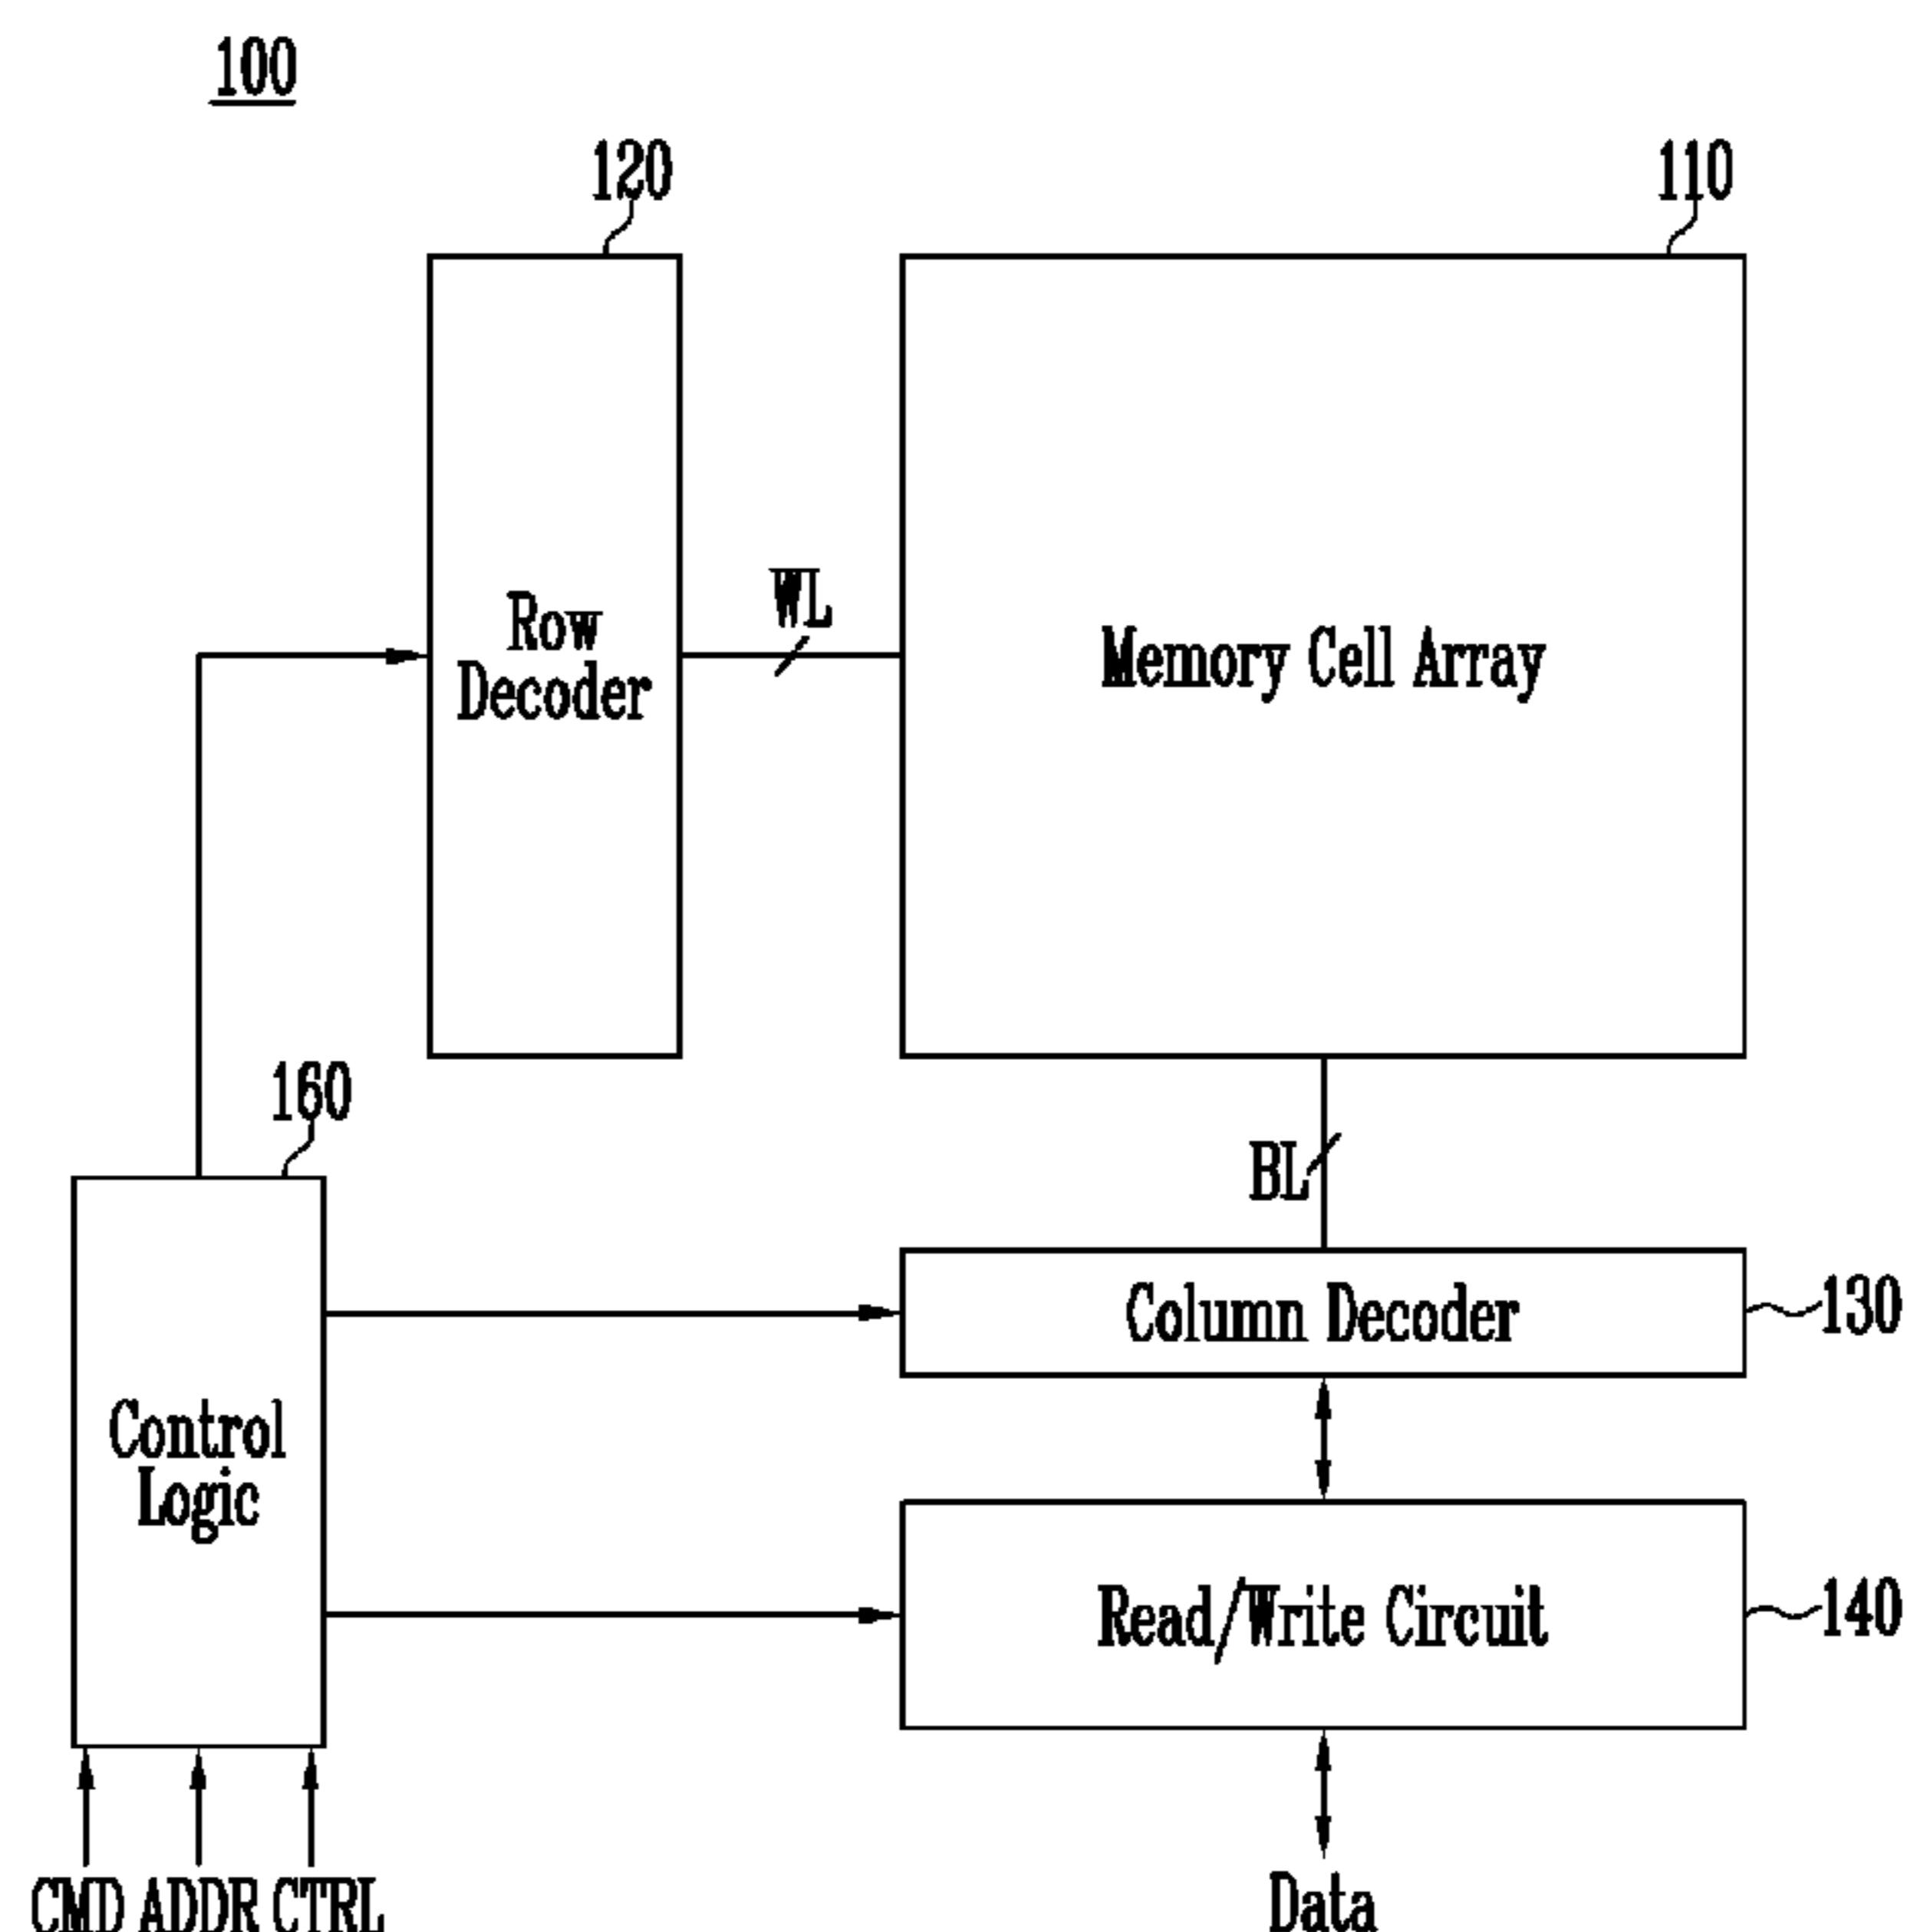 100
120
110
Row
Decoder
WL
Memory Cell Array
160
BL
Column Decoder
130
Control
Logic
Read/Write Circuit
140
CMD ADDR CTRL
Data